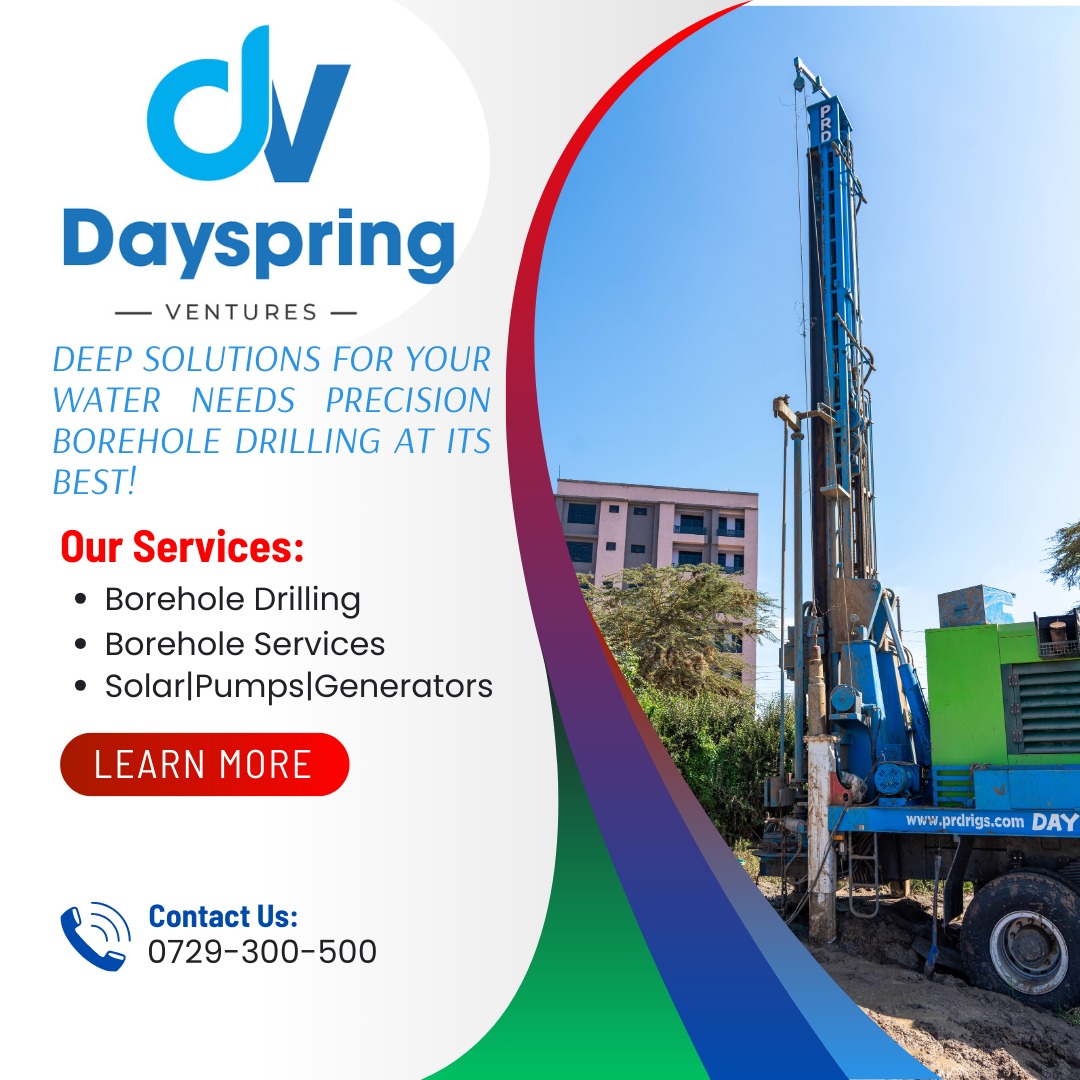 dv
Dayspring
VENTURES
DEEP SOLUTIONS FOR YOUR
WATER NEEDS PRECISION
BOREHOLE DRILLING AT ITS
BEST!
Our Services:
• Borehole Drilling
• Borehole Services
• Solar|Pumps|Generators
LEARN MORE
Contact Us:
0729-300-500
PRD
www.prdrigs.com DAY